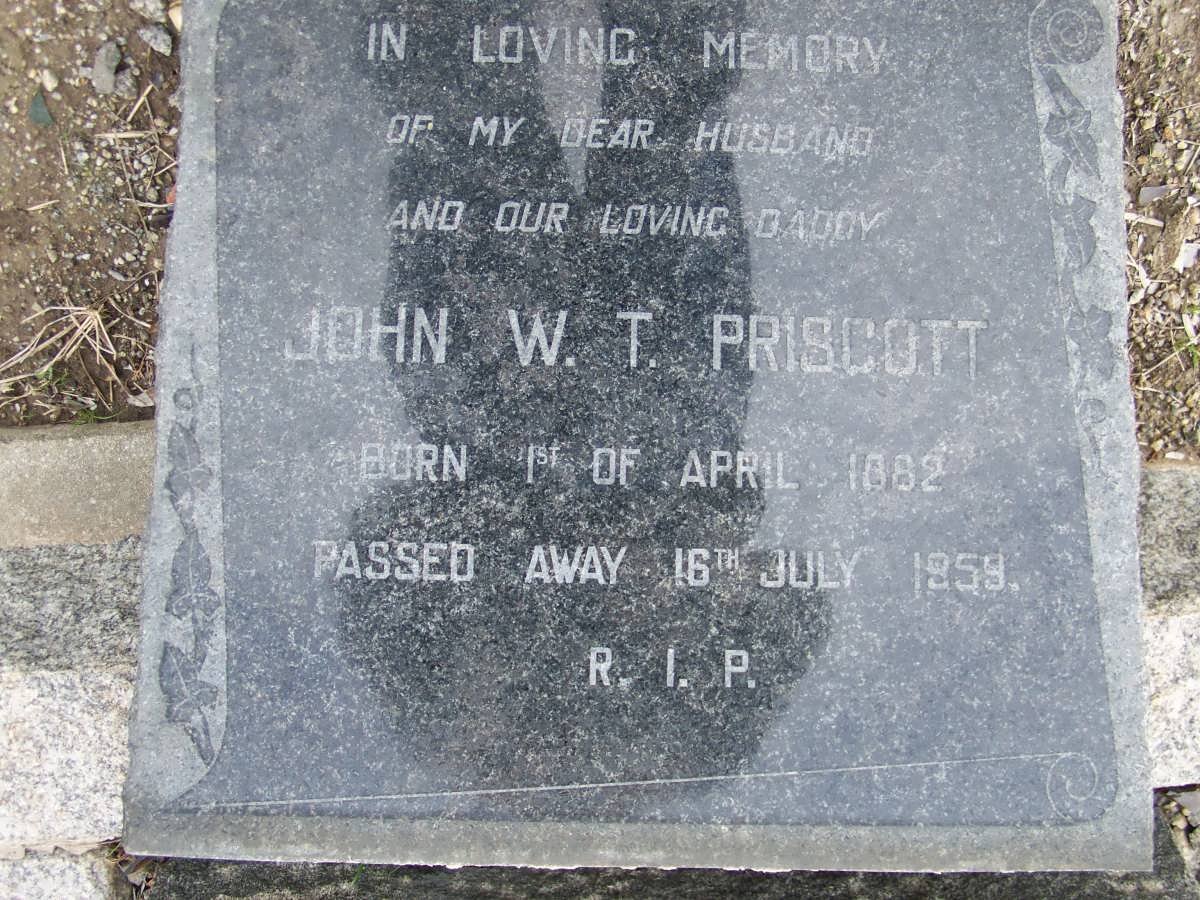 IN LOVING MEMORY
OF MY DEAR HUSBAND
AND OUR LOVING DADDY
JOHN W. T. PRISCOTT
BORN 1ST OF APRIL 1882
PASSED AWAY 16TH JULY 1959.
R. I. P.